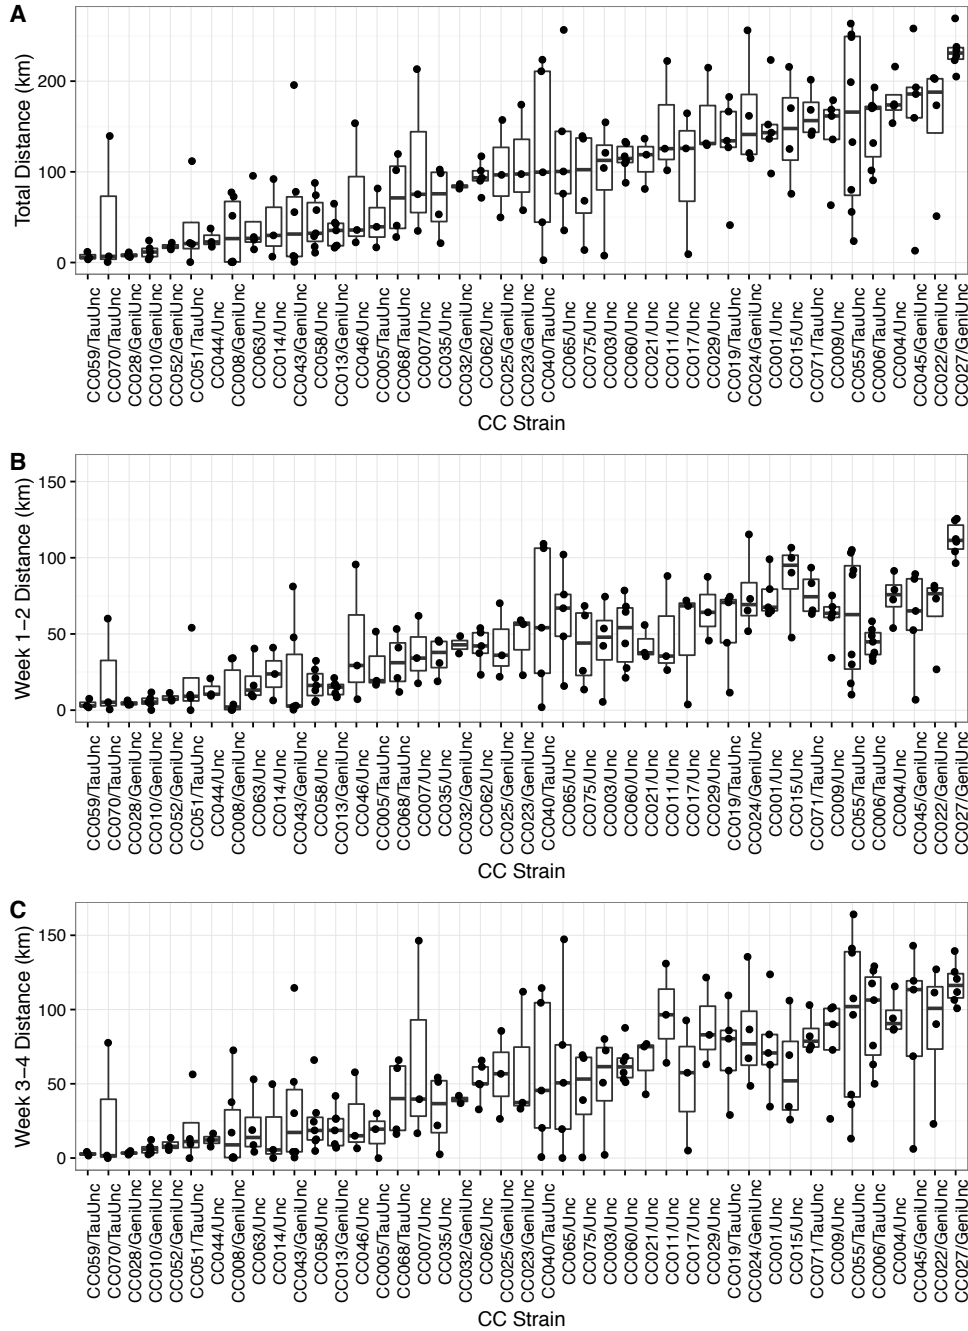 A
Total Distance (km)
200
100
0
CC059/TauUnc
CC070/TauUnc
CC028/GeniUnc
CC010/GeniUnc
CC052/GeniUnc
CC051/TauUnc
CC044/Unc
CC008/GeniUnc
CC063/Unc
CC014/Unc
CC043/GeniUnc
CC058/Unc
CC013/GeniUnc
CC046/Unc
CC005/TauUnc
CC068/TauUnc
CC007/Unc
CC035/Unc
CC032/GeniUnc
CC062/Unc
CC025/GeniUnc
CC023/GeniUnc
CC040/TauUnc
CC065/Unc
CC075/Unc
CC003/Unc
CC060/Unc
CC021/Unc
CC011/Unc
CC017/Unc
CC029/Unc
CC019/TauUnc
CC024/GeniUnc
CC001/Unc
CC015/Unc
CC071/TauUnc
CC009/Unc
CC055/TauUnc
CC006/TauUnc
CC004/Unc
CC045/GeniUnc
CC022/GeniUnc
CC027/GeniUnc
CC Strain
B
Week 1−2 Distance (km)
150
100
50
0
CC059/TauUnc
CC070/TauUnc
CC028/GeniUnc
CC010/GeniUnc
CC052/GeniUnc
CC051/TauUnc
CC044/Unc
CC008/GeniUnc
CC063/Unc
CC014/Unc
CC043/GeniUnc
CC058/Unc
CC013/GeniUnc
CC046/Unc
CC005/TauUnc
CC068/TauUnc
CC007/Unc
CC035/Unc
CC032/GeniUnc
CC062/Unc
CC025/GeniUnc
CC023/GeniUnc
CC040/TauUnc
CC065/Unc
CC075/Unc
CC003/Unc
CC060/Unc
CC021/Unc
CC011/Unc
CC017/Unc
CC029/Unc
CC019/TauUnc
CC024/GeniUnc
CC001/Unc
CC015/Unc
CC071/TauUnc
CC009/Unc
CC055/TauUnc
CC006/TauUnc
CC004/Unc
CC045/GeniUnc
CC022/GeniUnc
CC027/GeniUnc
CC Strain
C
Week 3−4 Distance (km)
150
100
50
0
CC059/TauUnc
CC070/TauUnc
CC028/GeniUnc
CC010/GeniUnc
CC052/GeniUnc
CC051/TauUnc
CC044/Unc
CC008/GeniUnc
CC063/Unc
CC014/Unc
CC043/GeniUnc
CC058/Unc
CC013/GeniUnc
CC046/Unc
CC005/TauUnc
CC068/TauUnc
CC007/Unc
CC035/Unc
CC032/GeniUnc
CC062/Unc
CC025/GeniUnc
CC023/GeniUnc
CC040/TauUnc
CC065/Unc
CC075/Unc
CC003/Unc
CC060/Unc
CC021/Unc
CC011/Unc
CC017/Unc
CC029/Unc
CC019/TauUnc
CC024/GeniUnc
CC001/Unc
CC015/Unc
CC071/TauUnc
CC009/Unc
CC055/TauUnc
CC006/TauUnc
CC004/Unc
CC045/GeniUnc
CC022/GeniUnc
CC027/GeniUnc
CC Strain